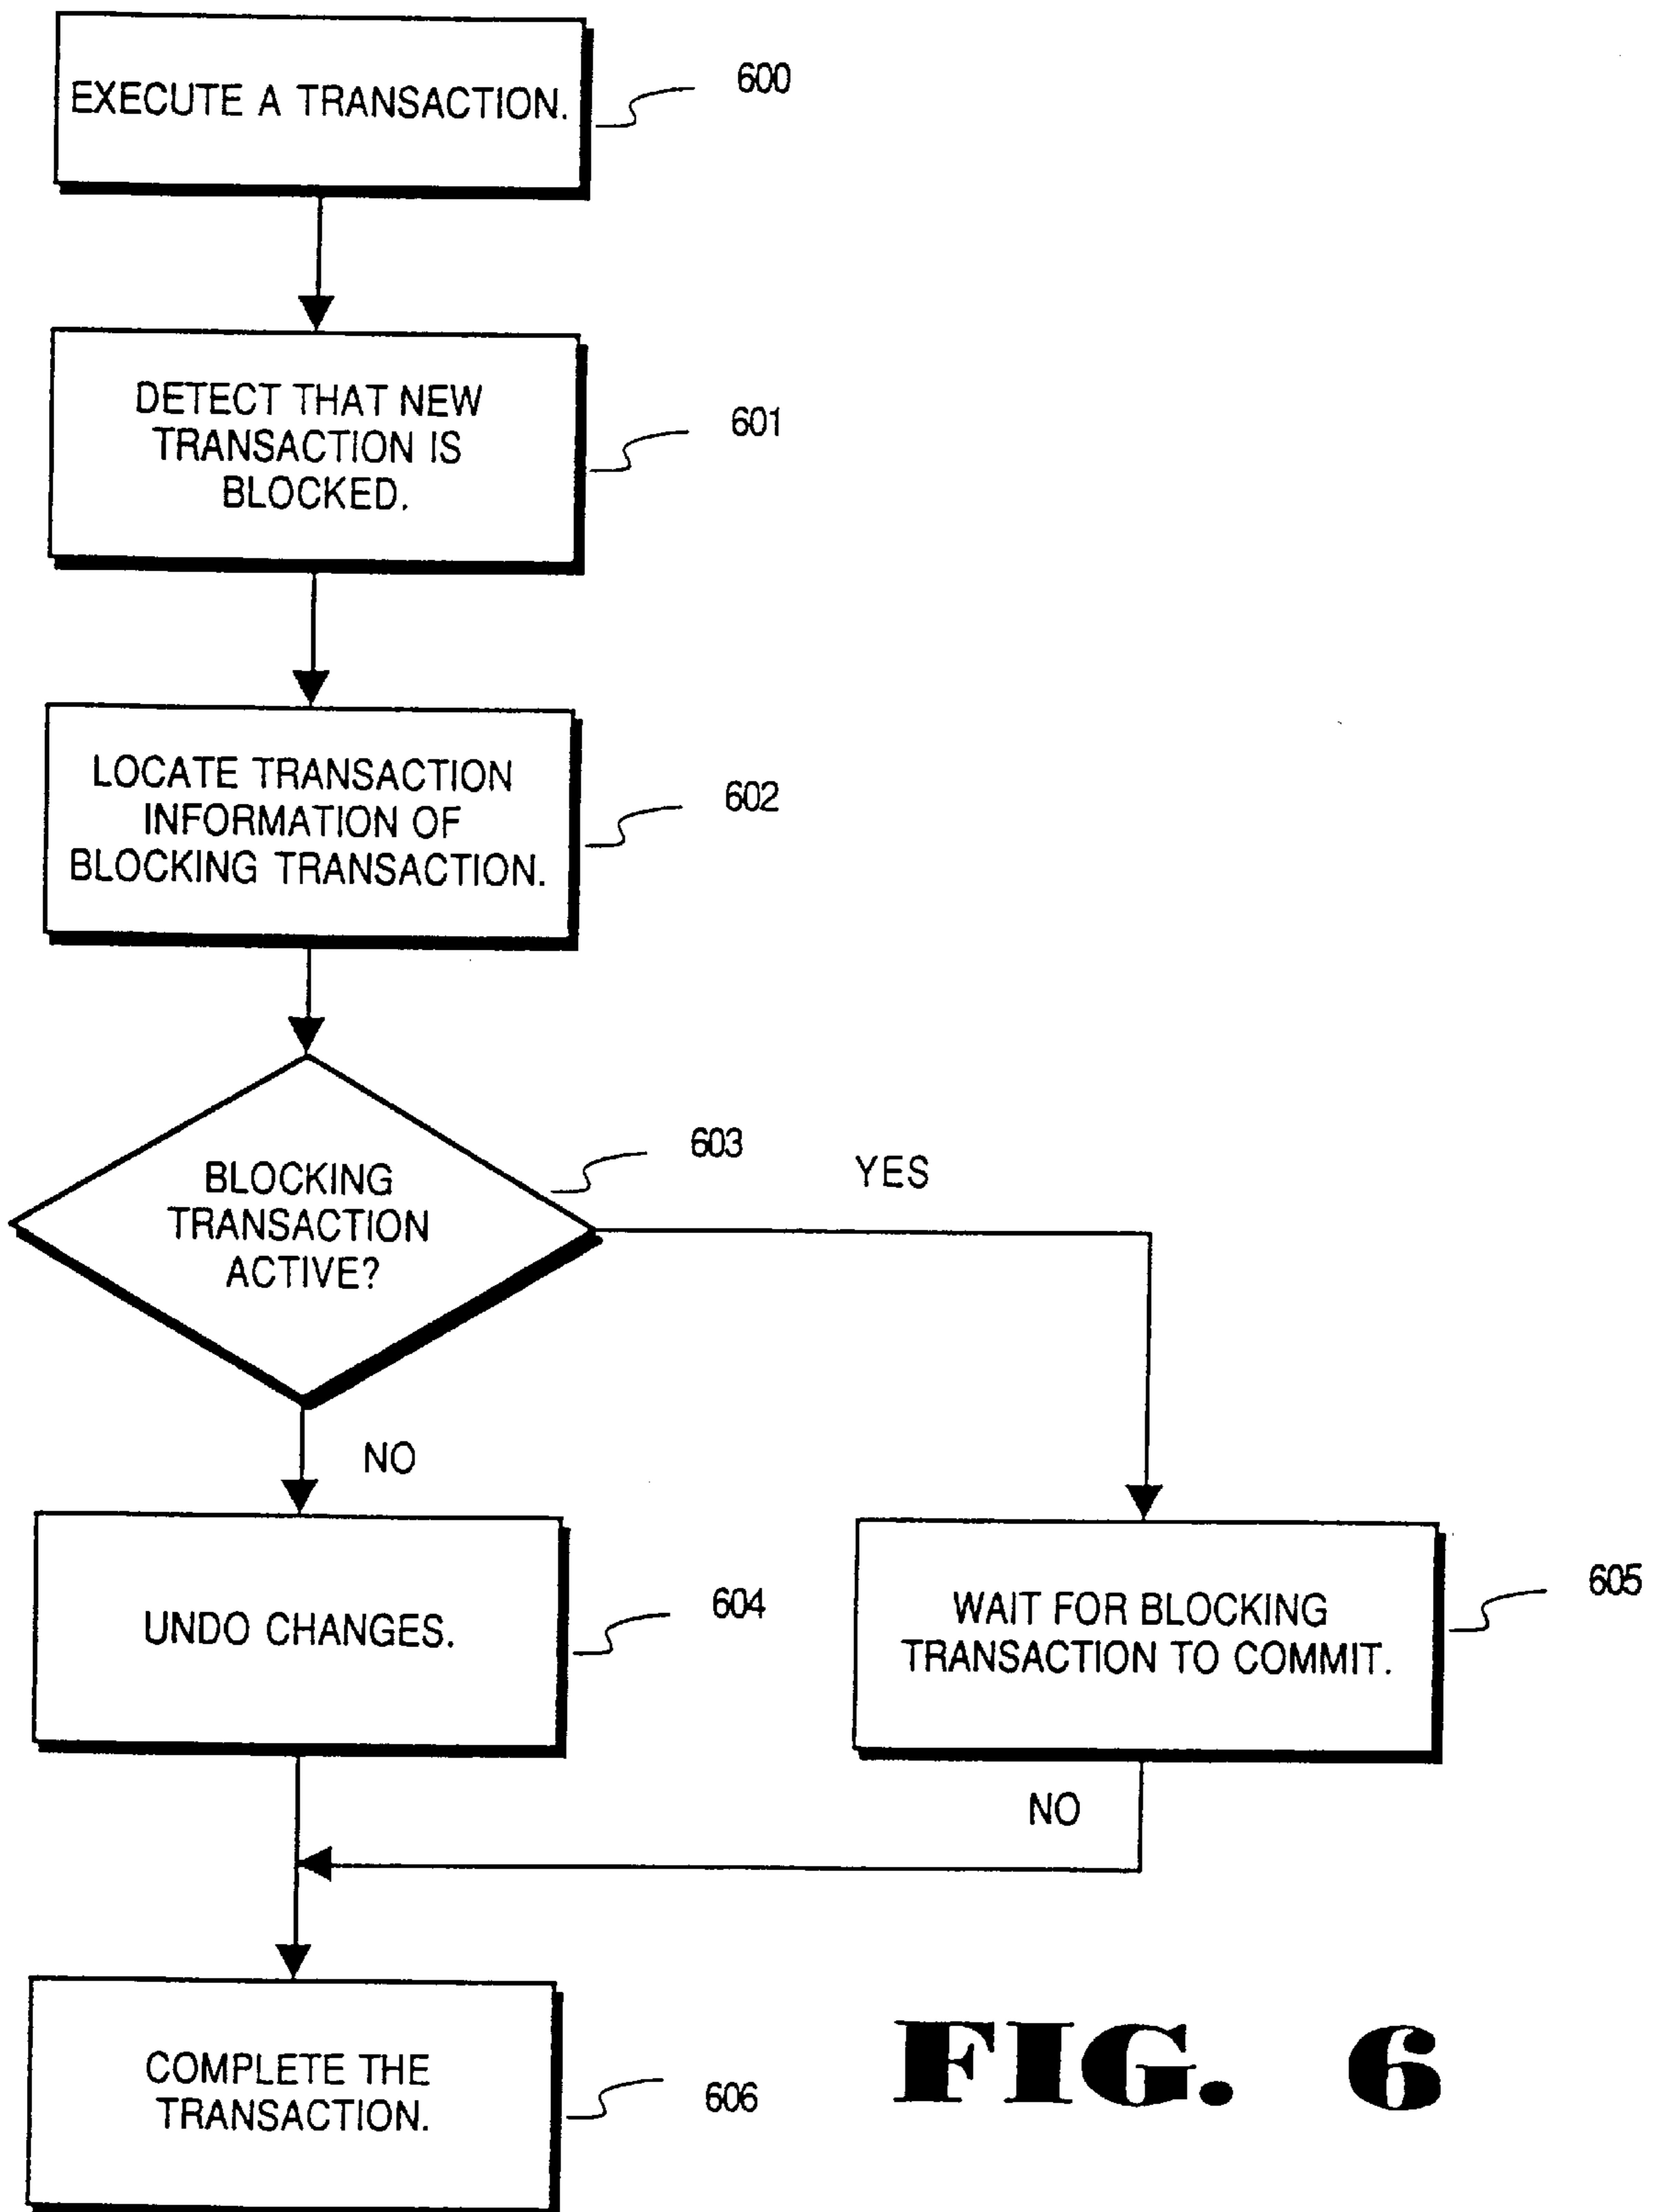 EXECUTE A TRANSACTION.
600
DETECT THAT NEW
TRANSACTION IS
BLOCKED.
601
LOCATE TRANSACTION
INFORMATION OF
BLOCKING TRANSACTION.
602
BLOCKING
TRANSACTION
ACTIVE?
603
YES
NO
UNDO CHANGES.
604
WAIT FOR BLOCKING
TRANSACTION TO COMMIT.
605
NO
COMPLETE THE
TRANSACTION.
606
FIG. 6